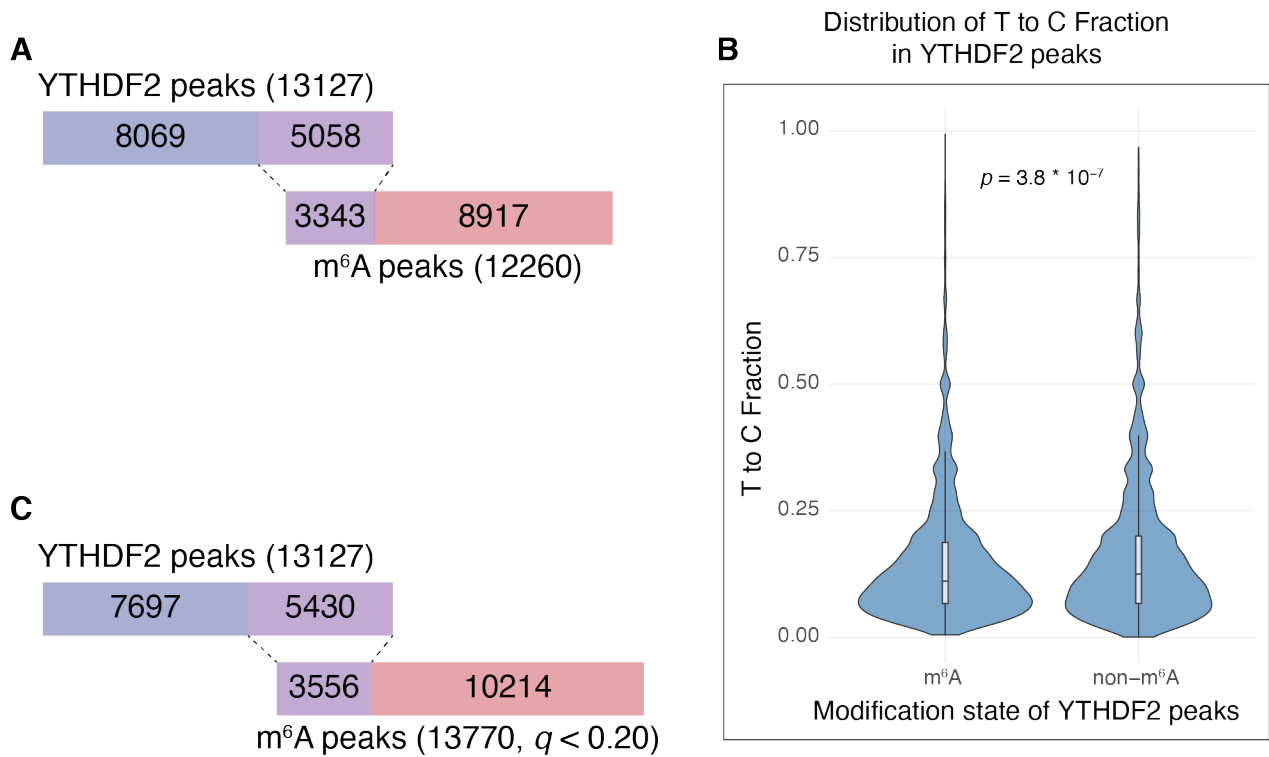 A
YTHDF2 peaks (13127)
8069 5058
3343 8917
m⁶A peaks (12260)
B
Distribution of T to C Fraction
in YTHDF2 peaks
1.00
p = 3.8 * 10⁻⁷
0.75
0.50
0.25
0.00
T to C Fraction
m⁶A non−m⁶A
Modification state of YTHDF2 peaks
C
YTHDF2 peaks (13127)
7697 5430
3556 10214
m⁶A peaks (13770, q < 0.20)